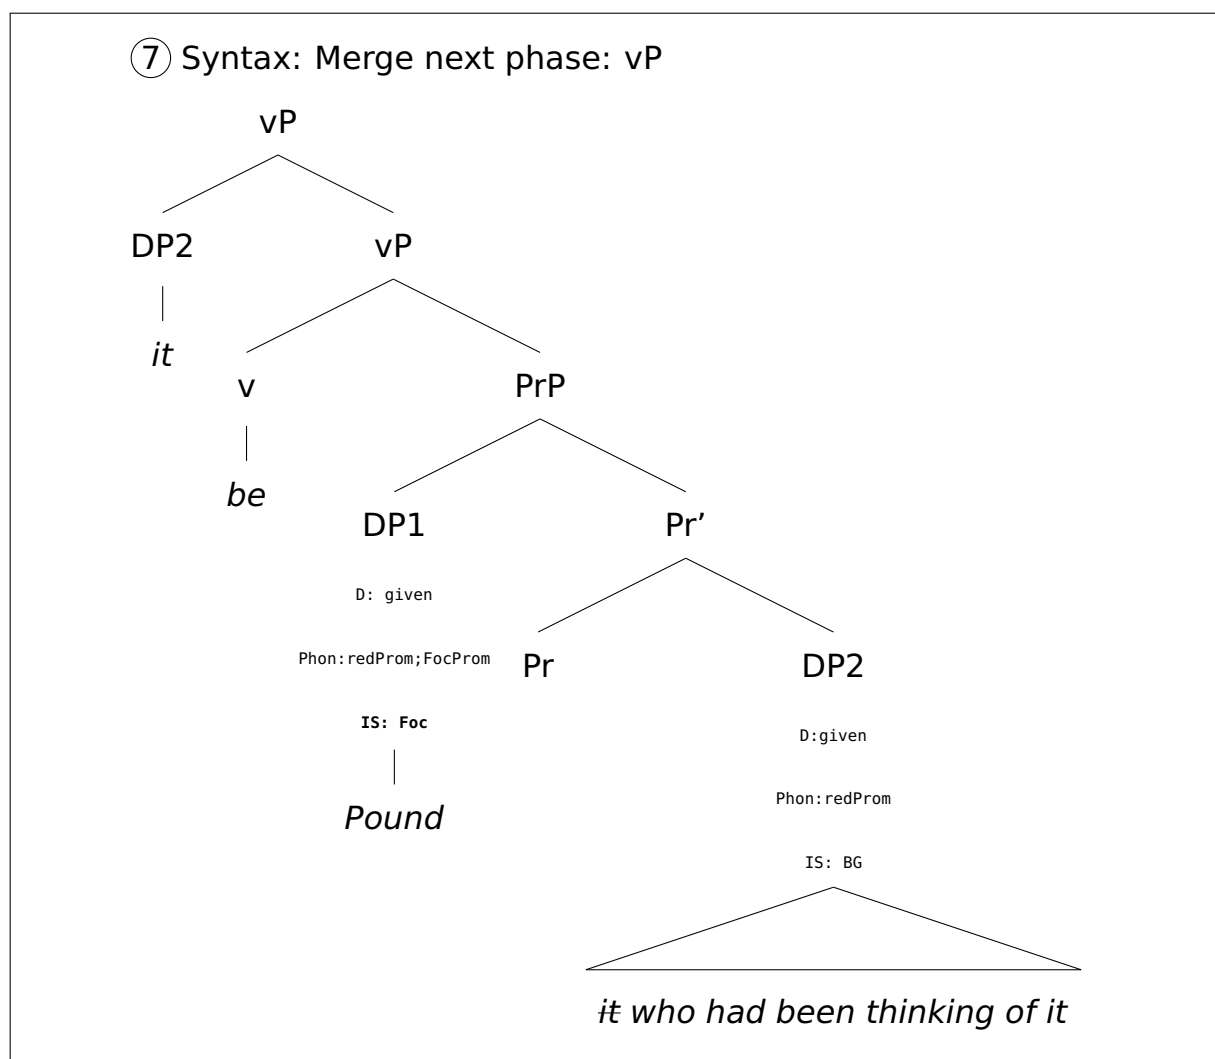 7 Syntax: Merge next phase: vP
vP
DP2 vP
it
v PrP
be
DP1 Pr’
D: given
Phon:redProm;FocProm Pr DP2
IS: Foc
D:given
Pound
Phon:redProm
IS: BG
it who had been thinking of it